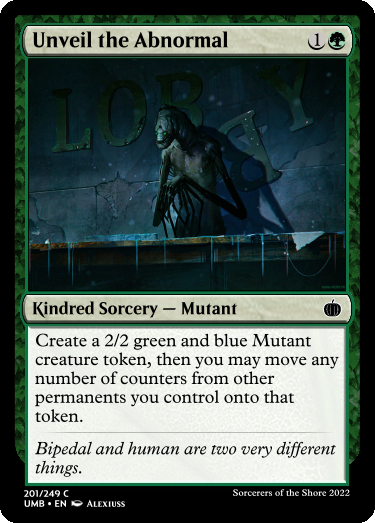 Unveil the Abnormal 1
LOBBY
Kindred Sorcery — Mutant
Create a 2/2 green and blue Mutant
creature token, then you may move any
number of counters from other
permanents you control onto that
token.
Bipedal and human are two very different
things.
201/249 C
UMB • EN Alexiuss
Sorcerers of the Shore 2022